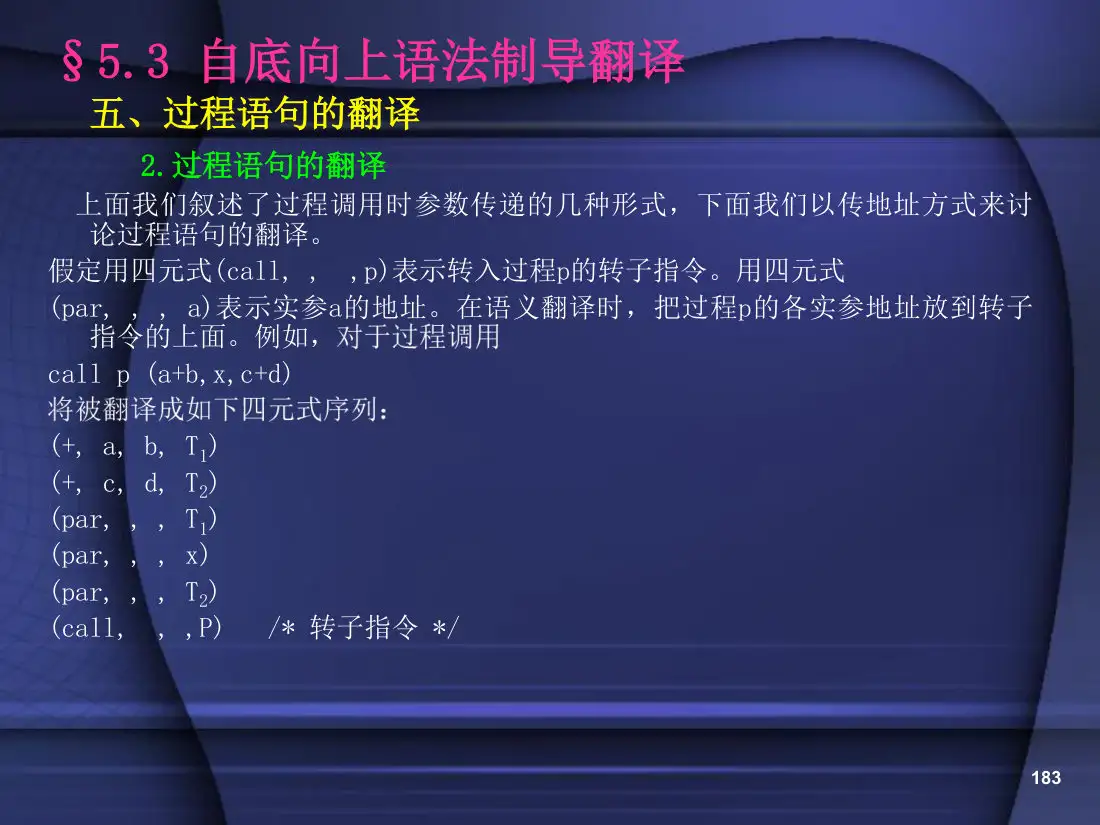 §5.3 自底向上语法制导翻译
五、过程语句的翻译
2.过程语句的翻译
上面我们叙述了过程调用时参数传递的几种形式，下面我们以传地址方式来讨
论过程语句的翻译。
假定用四元式(call, , ,p)表示转入过程p的转子指令。用四元式
(par, , , a)表示实参a的地址。在语义翻译时，把过程p的各实参地址放到转子
指令的上面。例如，对于过程调用
call p (a+b,x,c+d)
将被翻译成如下四元式序列：
(+, a, b, T₁)
(+, c, d, T₂)
(par, , , T₁)
(par, , , x)
(par, , , T₂)
(call, , ,P) /* 转子指令 */
183